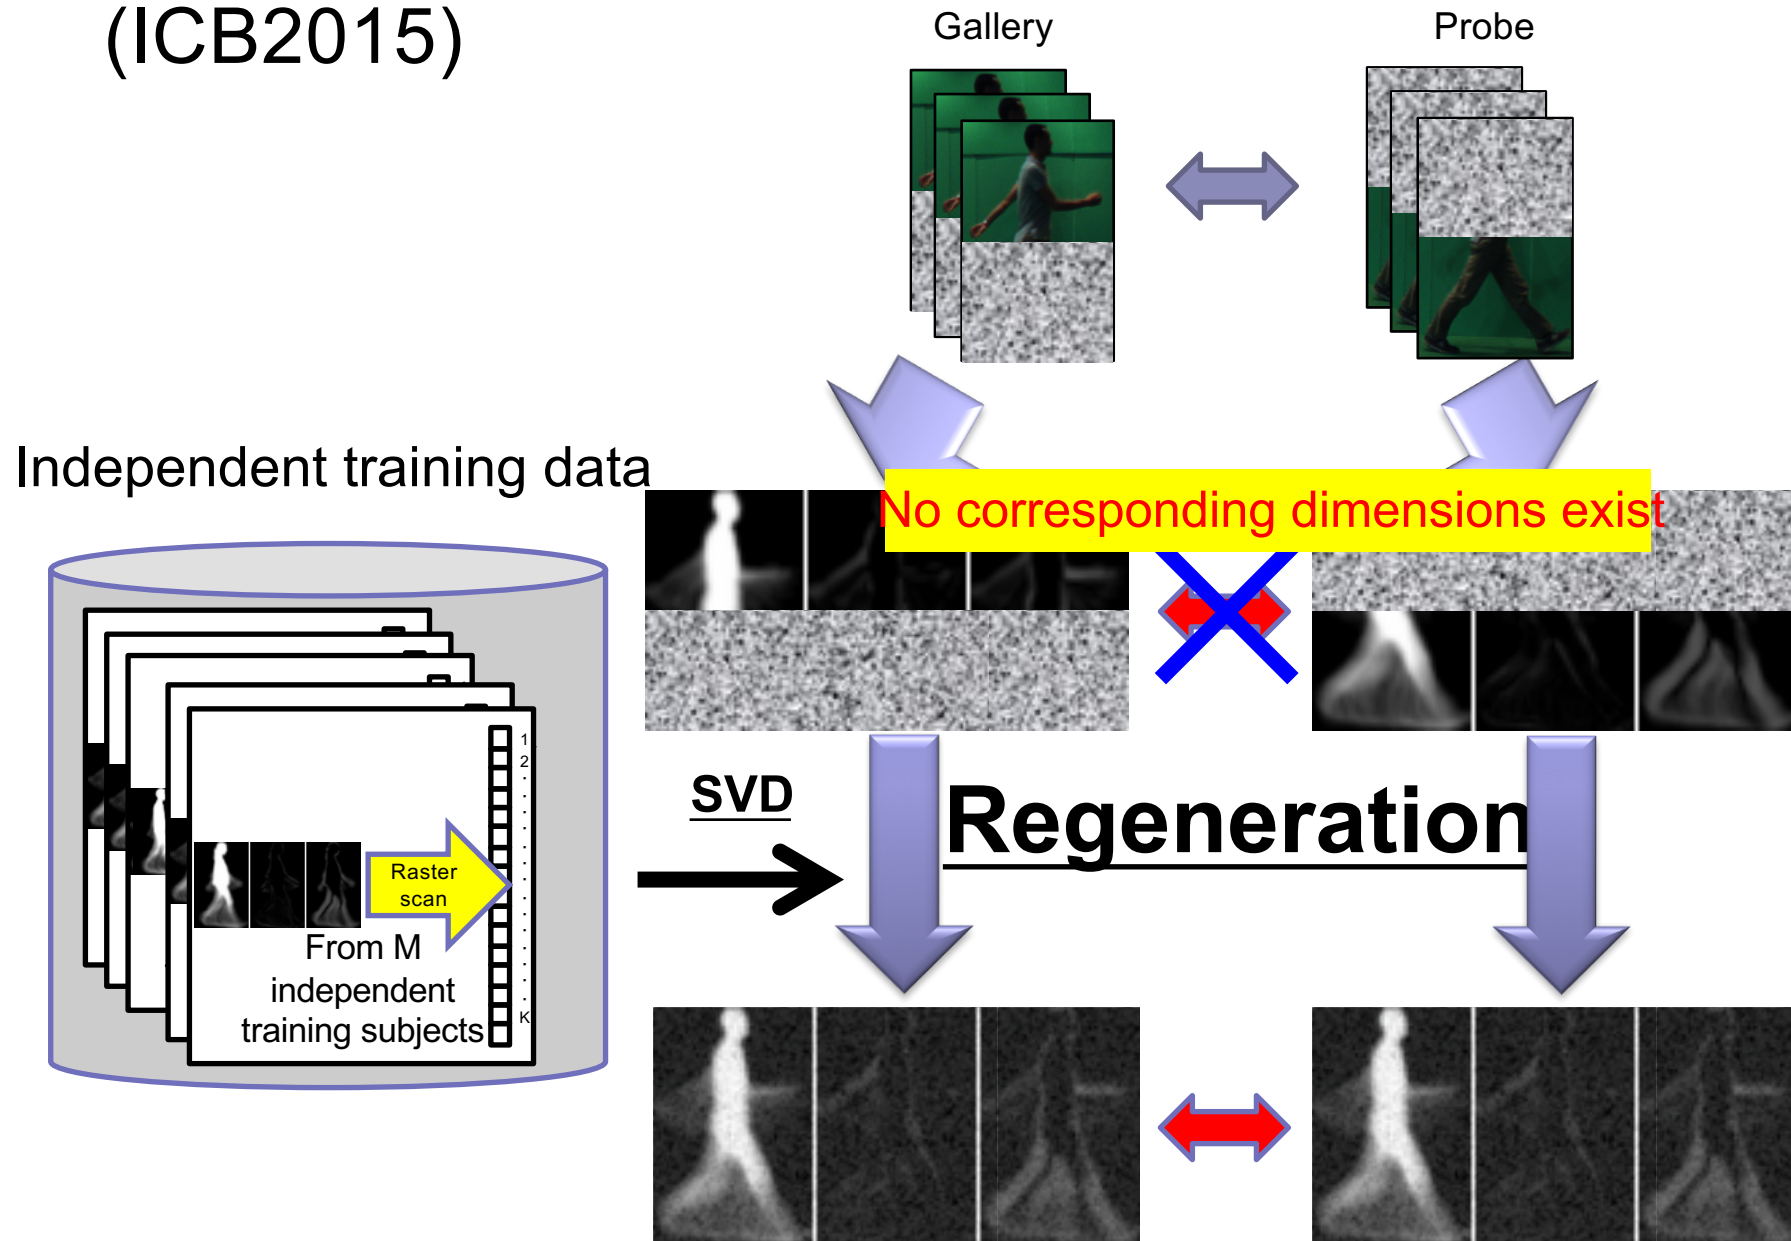 (ICB2015)
Gallery
Probe
Independent training data
No corresponding dimensions exist
1
2
K
Raster
scan
From M
independent
training subjects
SVD
Regeneration